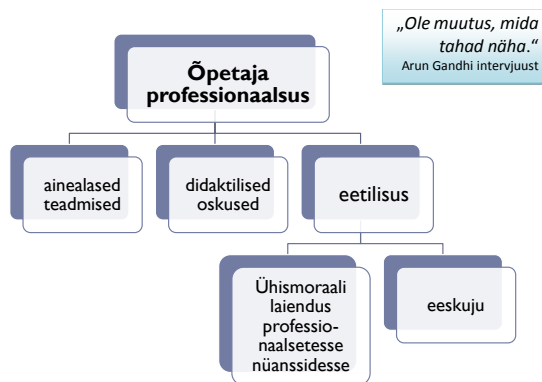 „Ole muutus, mida
tahad näha.“
Arun Gandhi intervjuust
Õpetaja
professionaalsus
ainealased
teadmised
didaktilised
oskused
eetilisus
Ühismoraali
laiendus
professio-
naalsetesse
nüanssidesse
eeskuju